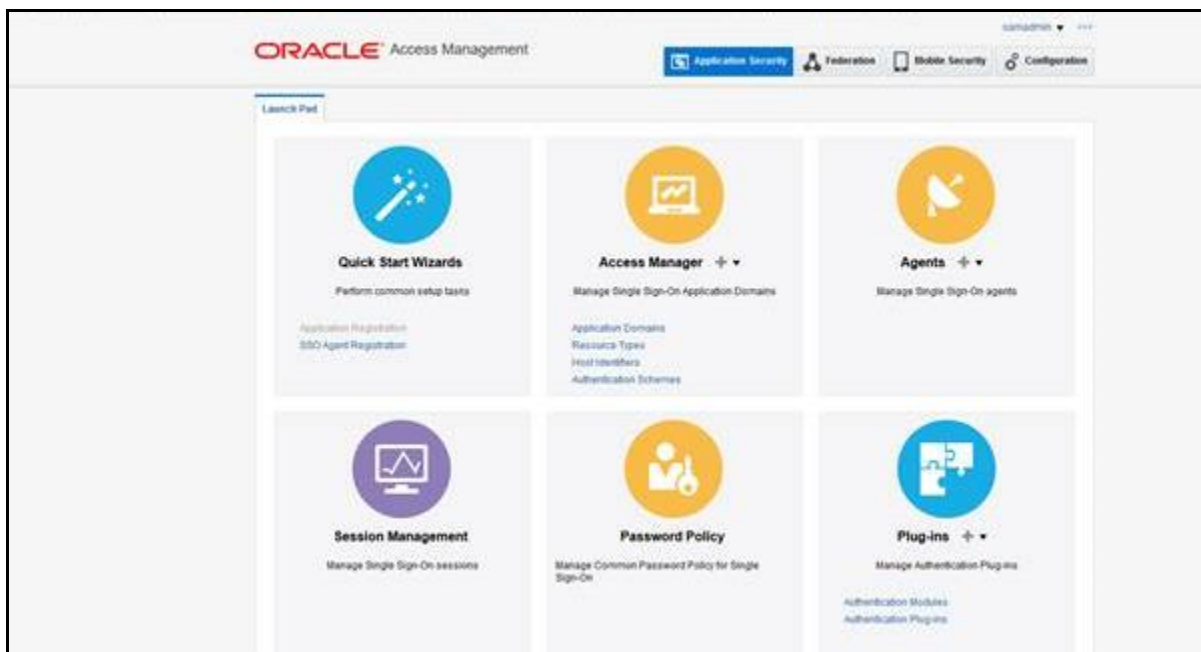 oamadmin
ORACLE Access Management
Application Security Federation Mobile Security Configuration
Launch Pad
Quick Start Wizards
Perform common setup tasks
Application Registration
SSO Agent Registration
Access Manager
Manage Single Sign-On Application Domains
Application Domains
Resource Types
Host Identifiers
Authentication Schemes
Agents
Manage Single Sign-On agents
Session Management
Manage Single Sign-On sessions
Password Policy
Manage Common Password Policy for Single
Sign-On
Plug-ins
Manage Authentication Plug-ins
Authentication Modules
Authentication Plug-ins